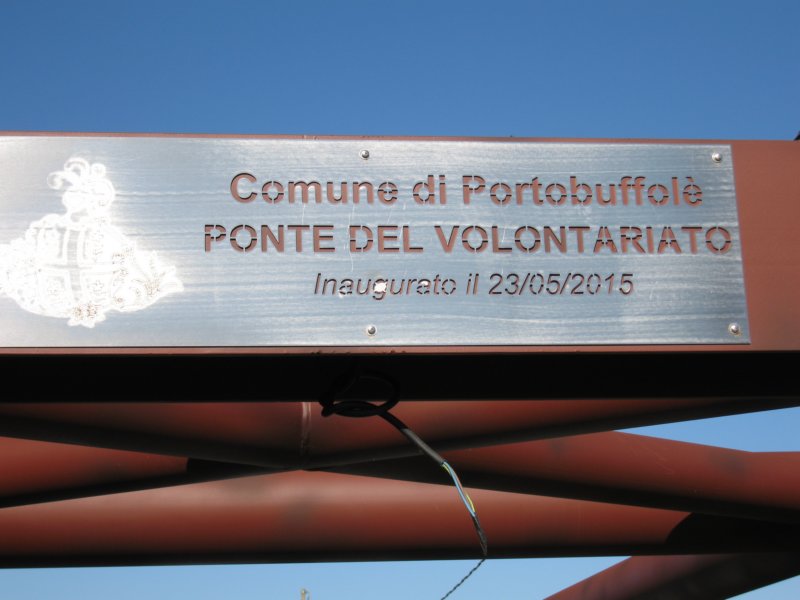 Comune di Portobuffolè
PONTE DEL VOLONTARIATO
Inaugurato il 23/05/2015